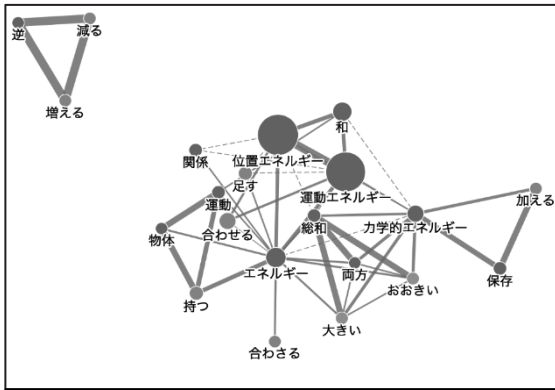 逆
減る
増える
和
関係
位置エネルギー
足す
運動エネルギー
加える
運動
合わせる
総和
力学的エネルギー
物体
エネルギー
両方
保存
おおきい
持つ
大きい
合わさる